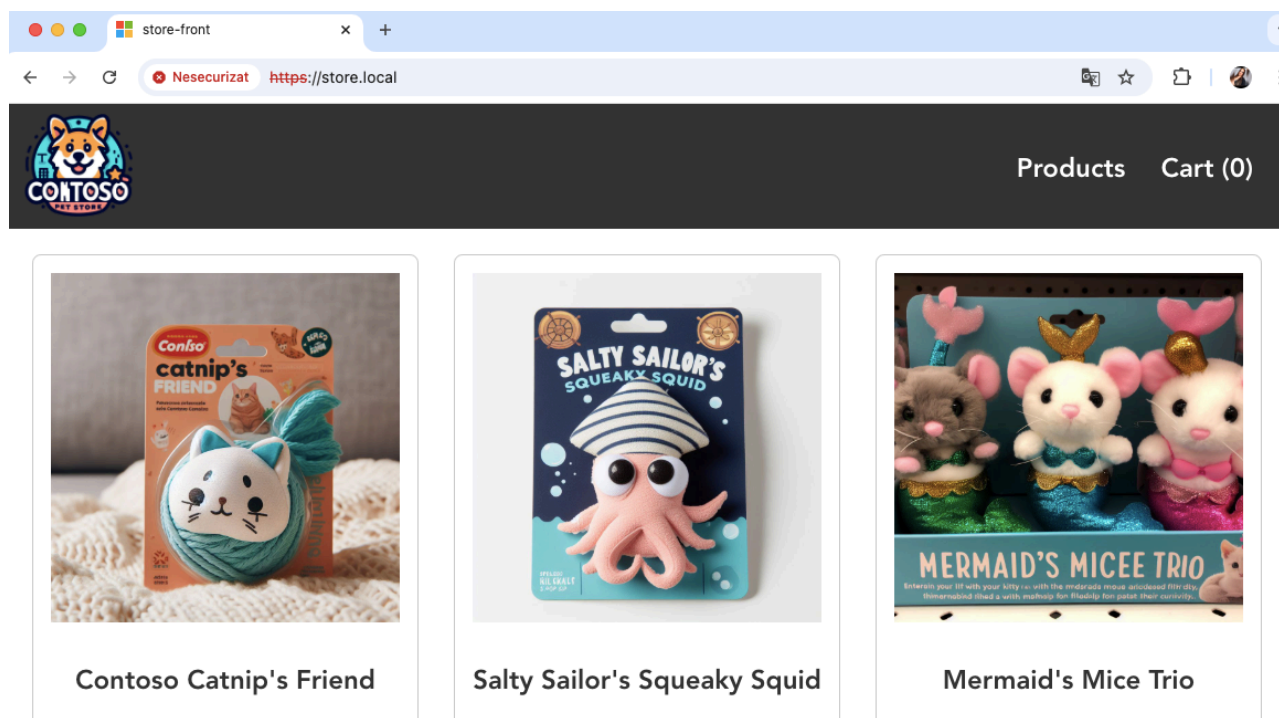 store-front
Nesecurizat https://store.local
CONTOSO
PET STORE
Products Cart (0)
Coniso
catnip's
FRIEND
SALTY SAILOR'S
SQUEAKY SQUID
MERMAID'S MICEE TRIO
Contoso Catnip's Friend
Salty Sailor's Squeaky Squid
Mermaid's Mice Trio